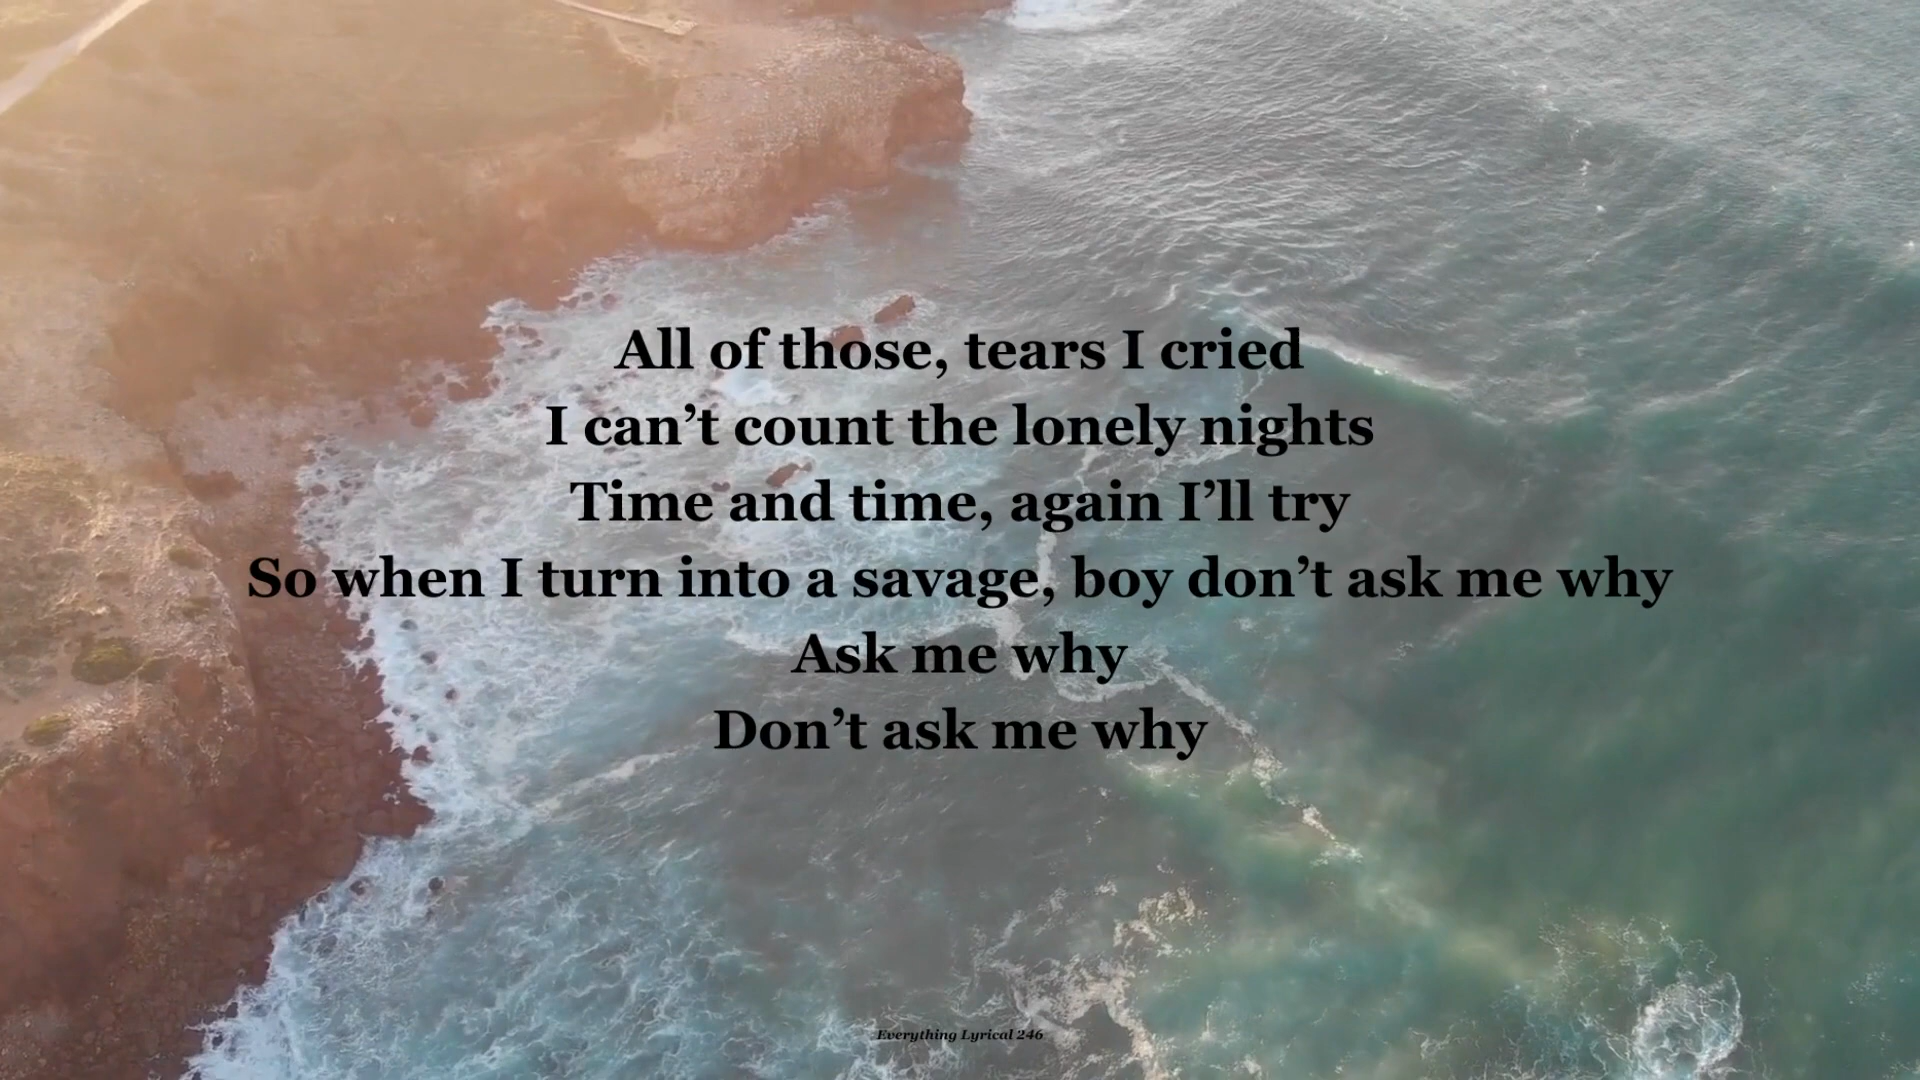 All of those, tears I cried
I can’t count the lonely nights
Time and time, again I’ll try
So when I turn into a savage, boy don’t ask me why
Ask me why
Don’t ask me why
Everything Lyrical 246